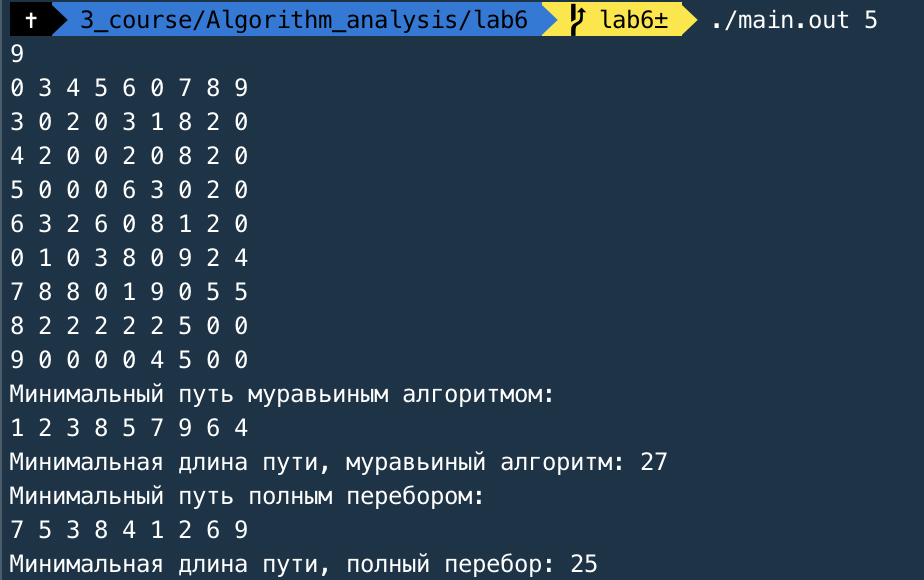 ✝ 3_course/Algorithm_analysis/lab6 lab6± ./main.out 5
9
0 3 4 5 6 0 7 8 9
3 0 2 0 3 1 8 2 0
4 2 0 0 2 0 8 2 0
5 0 0 0 6 3 0 2 0
6 3 2 6 0 8 1 2 0
0 1 0 3 8 0 9 2 4
7 8 8 0 1 9 0 5 5
8 2 2 2 2 2 5 0 0
9 0 0 0 0 4 5 0 0
Минимальный путь муравьиным алгоритмом:
1 2 3 8 5 7 9 6 4
Минимальная длина пути, муравьиный алгоритм: 27
Минимальный путь полным перебором:
7 5 3 8 4 1 2 6 9
Минимальная длина пути, полный перебор: 25